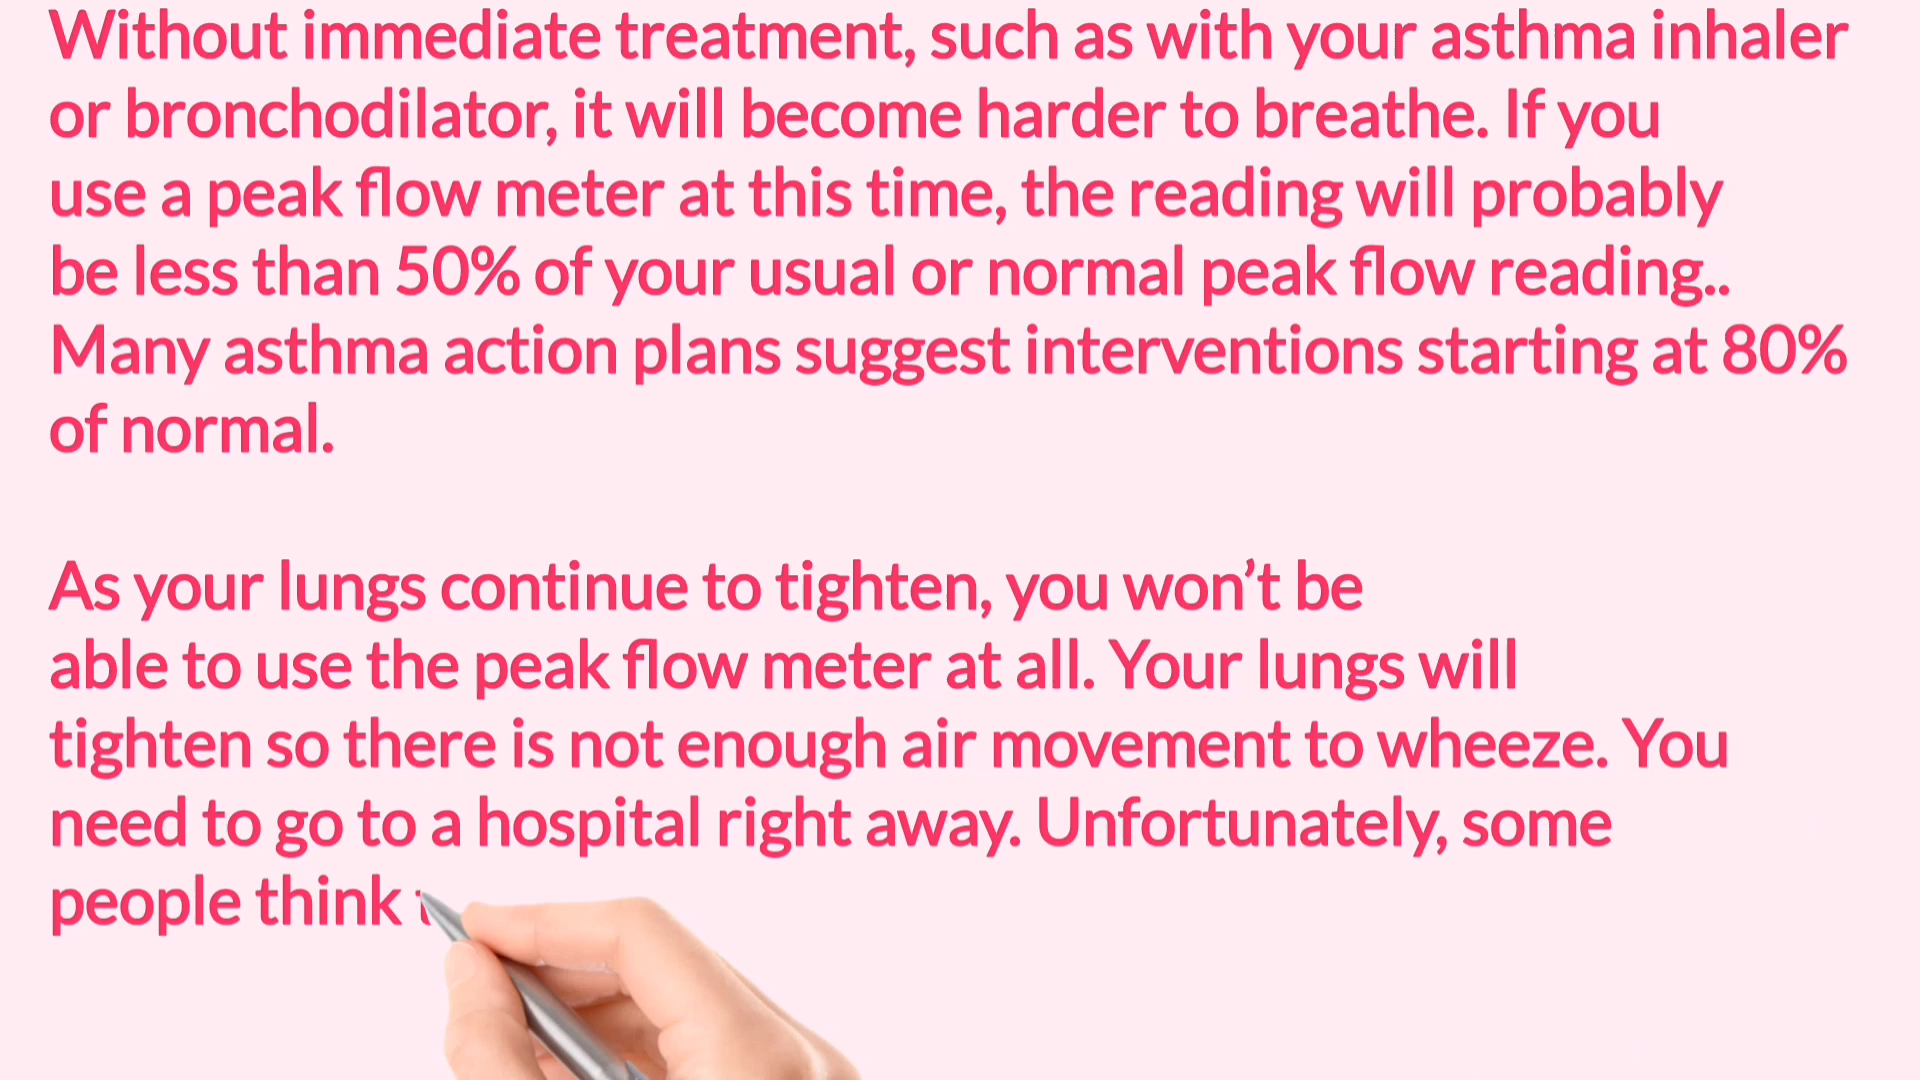 Without immediate treatment, such as with your asthma inhaler
or bronchodilator, it will become harder to breathe. If you
use a peak flow meter at this time, the reading will probably
be less than 50% of your usual or normal peak flow reading..
Many asthma action plans suggest interventions starting at 80%
of normal.
As your lungs continue to tighten, you won’t be
able to use the peak flow meter at all. Your lungs will
tighten so there is not enough air movement to wheeze. You
need to go to a hospital right away. Unfortunately, some
people think